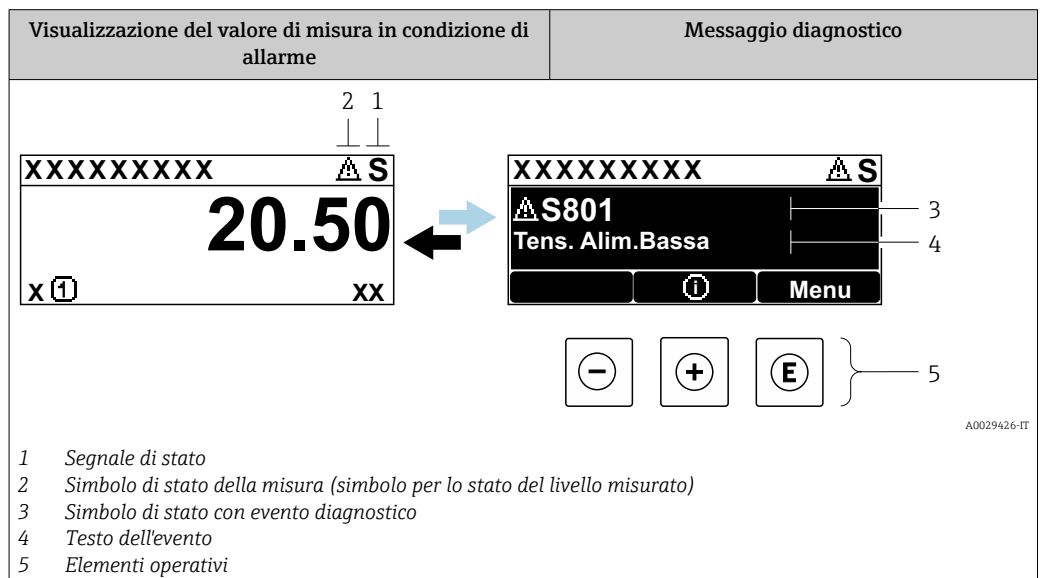 Visualizzazione del valore di misura in condizione di
allarme
Messaggio diagnostico
2 1
XXXXXXXXX ⚠ S
20.50
X 1 XX
XXXXXXXXX ⚠ S
⚠S801
Tens. Alim.Bassa
i Menu
3
4
- + E
5
A0029426-IT
1 Segnale di stato
2 Simbolo di stato della misura (simbolo per lo stato del livello misurato)
3 Simbolo di stato con evento diagnostico
4 Testo dell'evento
5 Elementi operativi